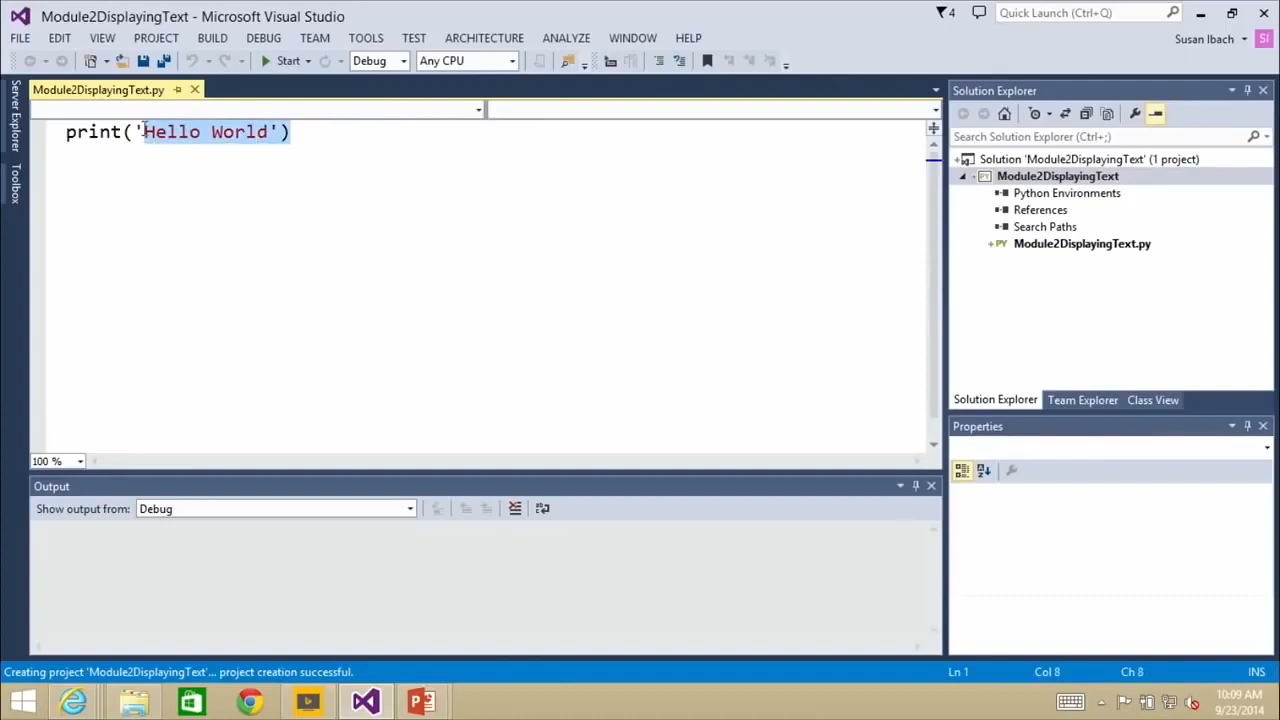 Module2DisplayingText - Microsoft Visual Studio
4
Quick Launch (Ctrl+Q)
FILE EDIT VIEW PROJECT BUILD DEBUG TEAM TOOLS TEST ARCHITECTURE ANALYZE WINDOW HELP
Susan Ibach
SI
Start
Debug
Any CPU
Server Explorer
Toolbox
Module2DisplayingText.py
print('Hello World')
100 %
Solution Explorer
Search Solution Explorer (Ctrl+;)
Solution 'Module2DisplayingText' (1 project)
Module2DisplayingText
Python Environments
References
Search Paths
PY Module2DisplayingText.py
Solution Explorer Team Explorer Class View
Properties
Output
Show output from: Debug
Creating project 'Module2DisplayingText'... project creation successful.
Ln 1 Col 8 Ch 8 INS
10:09 AM
9/23/2014